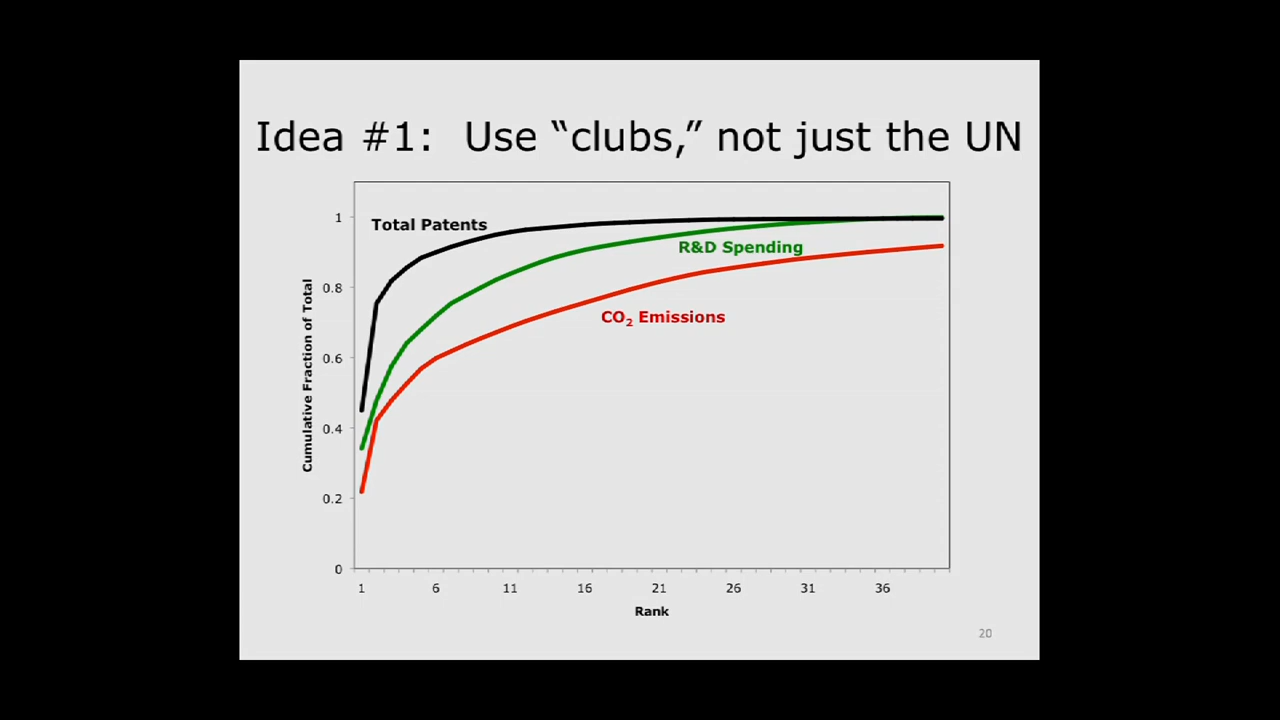 Idea #1: Use “clubs,” not just the UN
Total Patents
R&D Spending
CO₂ Emissions
Cumulative Fraction of Total
1
0.8
0.6
0.4
0.2
0
1 6 11 16 21 26 31 36
Rank
20